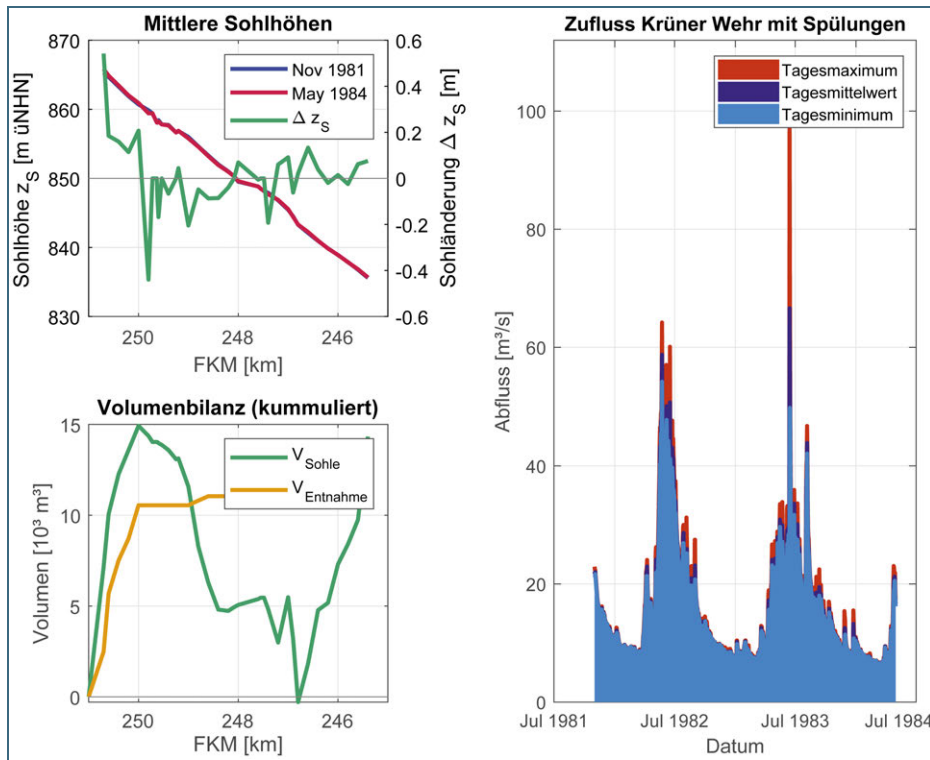 Mittlere Sohlhöhen
870
860
850
840
830
Sohlhöhe z_S [m üNHN]
0.6
0.4
0.2
0
-0.2
-0.4
-0.6
Sohländerung Δ z_S [m]
Nov 1981
May 1984
Δ z_S
250
248
246
FKM [km]
Volumenbilanz (kummuliert)
15
10
5
0
Volumen [10³ m³]
V_Sohle
V_Entnahme
250
248
246
FKM [km]
Zufluss Krüner Wehr mit Spülungen
Tagesmaximum
Tagesmittelwert
Tagesminimum
100
80
60
40
20
0
Abfluss [m³/s]
Jul 1981
Jul 1982
Jul 1983
Jul 1984
Datum